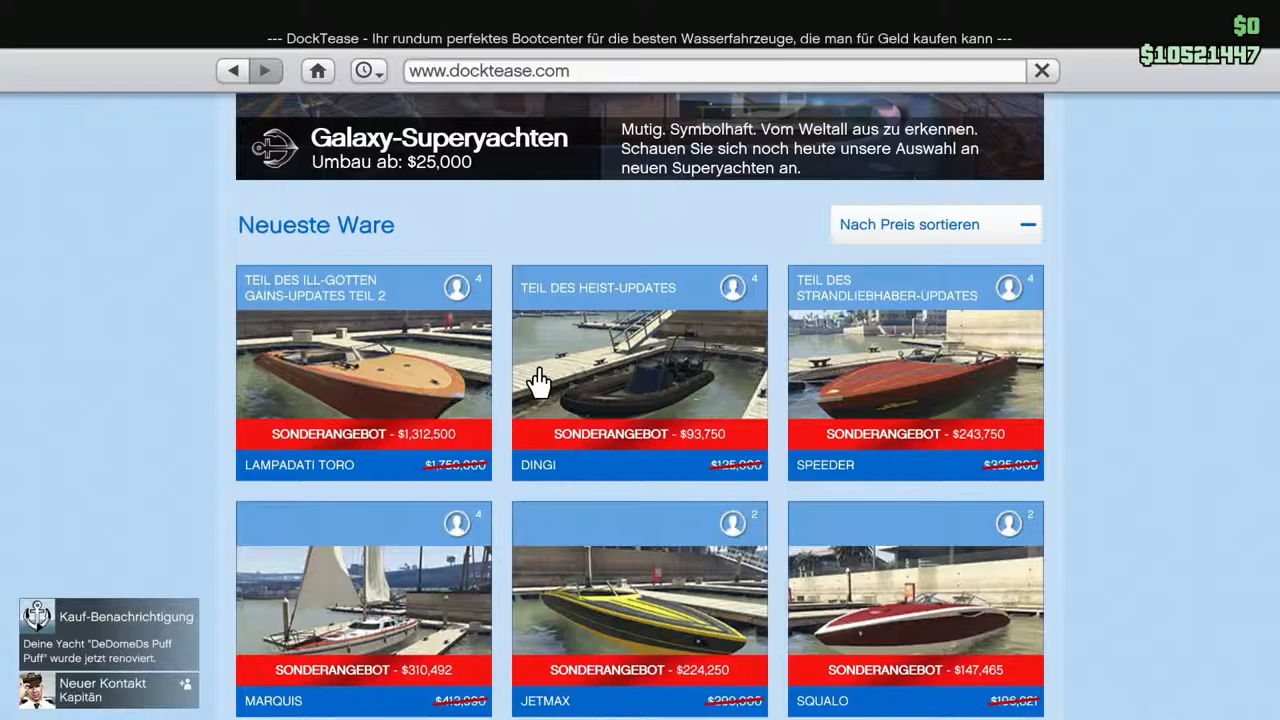 $0
--- DockTease - Ihr rundum perfektes Bootcenter für die besten Wasserfahrzeuge, die man für Geld kaufen kann ---
$10521447
www.docktease.com
Galaxy-Superyachten
Umbau ab: $25,000
Mutig. Symbolhaft. Vom Weltall aus zu erkennen.
Schauen Sie sich noch heute unsere Auswahl an
neuen Superyachten an.
Neueste Ware
Nach Preis sortieren
TEIL DES ILL-GOTTEN
GAINS-UPDATES TEIL 2
4
SONDERANGEBOT - $1,312,500
LAMPADATI TORO $1,750,000
TEIL DES HEIST-UPDATES
4
SONDERANGEBOT - $93,750
DINGI $125,000
TEIL DES
STRANDLIEBHABER-UPDATES
4
SONDERANGEBOT - $243,750
SPEEDER $325,000
4
SONDERANGEBOT - $310,492
MARQUIS $413,990
2
SONDERANGEBOT - $224,250
JETMAX $299,000
2
SONDERANGEBOT - $147,465
SQUALO $196,621
Kauf-Benachrichtigung
Deine Yacht "DeDomeDs Puff
Puff" wurde jetzt renoviert.
Neuer Kontakt
Kapitän